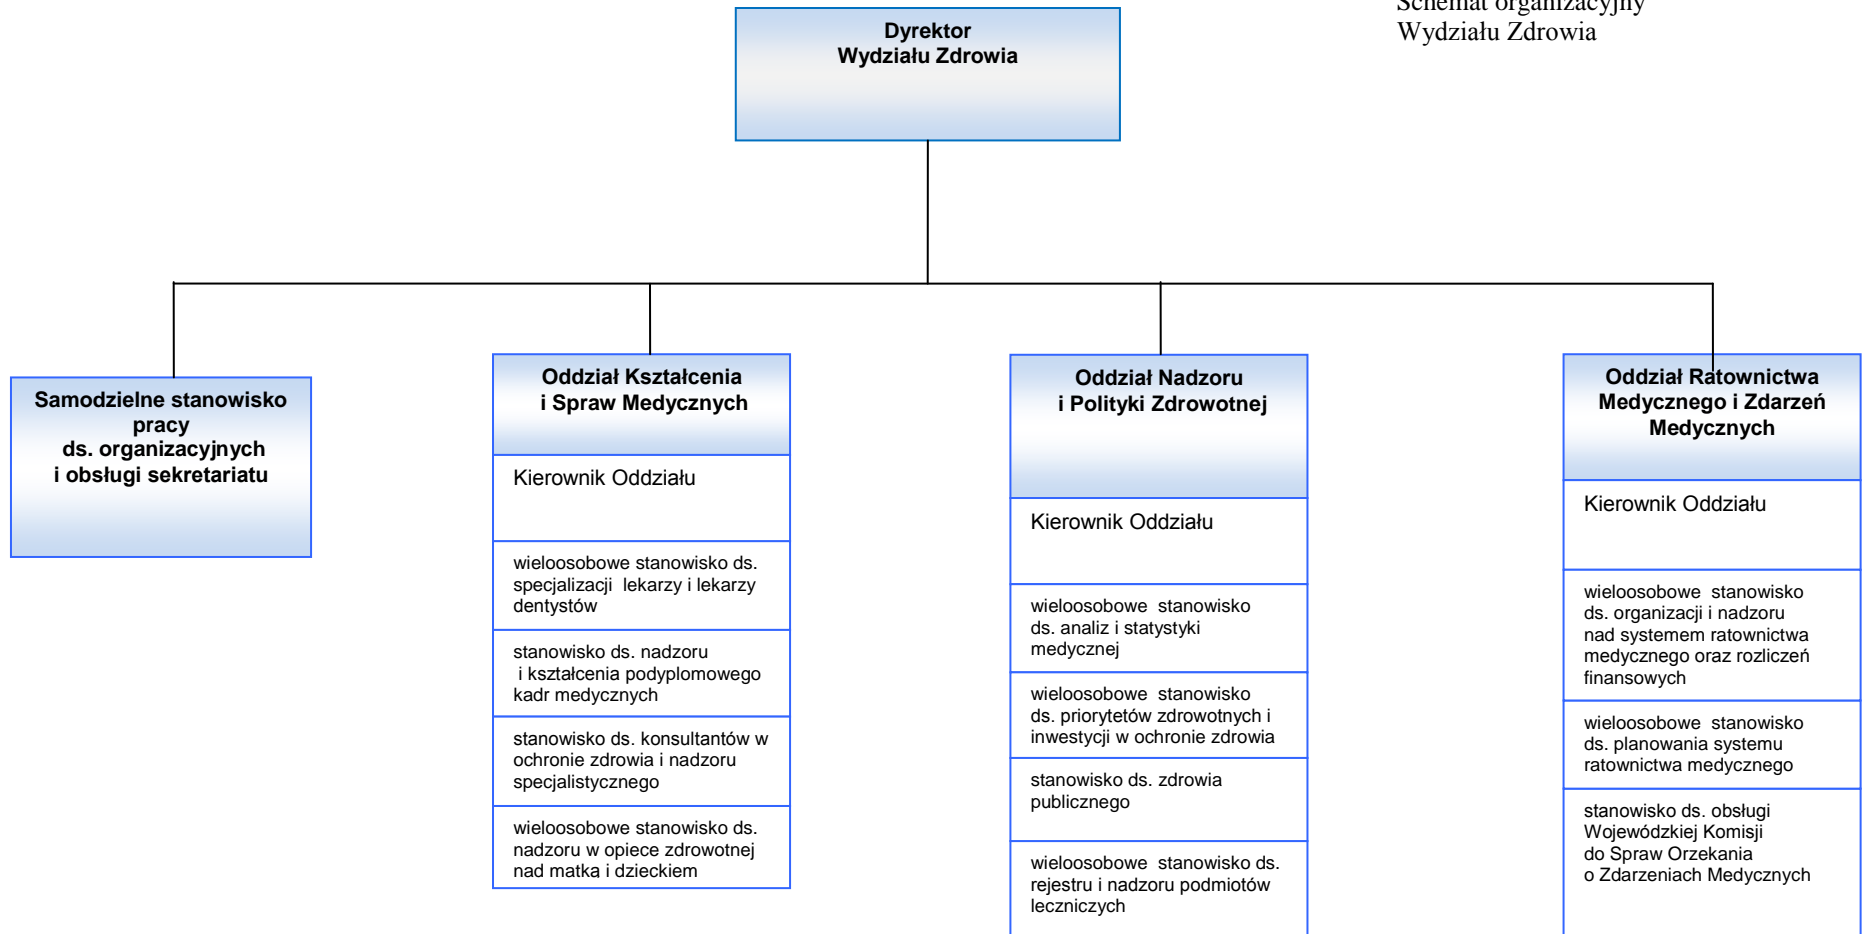 Schemat organizacyjny
Wydziału Zdrowia
Dyrektor
Wydziału Zdrowia
Samodzielne stanowisko
pracy
ds. organizacyjnych
i obsługi sekretariatu
Oddział Kształcenia
i Spraw Medycznych
Kierownik Oddziału
wieloosobowe stanowisko ds.
specjalizacji lekarzy i lekarzy
dentystów
stanowisko ds. nadzoru
i kształcenia podyplomowego
kadr medycznych
stanowisko ds. konsultantów w
ochronie zdrowia i nadzoru
specjalistycznego
wieloosobowe stanowisko ds.
nadzoru w opiece zdrowotnej
nad matką i dzieckiem
Oddział Nadzoru
i Polityki Zdrowotnej
Kierownik Oddziału
wieloosobowe stanowisko
ds. analiz i statystyki
medycznej
wieloosobowe stanowisko
ds. priorytetów zdrowotnych i
inwestycji w ochronie zdrowia
stanowisko ds. zdrowia
publicznego
wieloosobowe stanowisko ds.
rejestru i nadzoru podmiotów
leczniczych
Oddział Ratownictwa
Medycznego i Zdarzeń
Medycznych
Kierownik Oddziału
wieloosobowe stanowisko
ds. organizacji i nadzoru
nad systemem ratownictwa
medycznego oraz rozliczeń
finansowych
wieloosobowe stanowisko
ds. planowania systemu
ratownictwa medycznego
stanowisko ds. obsługi
Wojewódzkiej Komisji
do Spraw Orzekania
o Zdarzeniach Medycznych